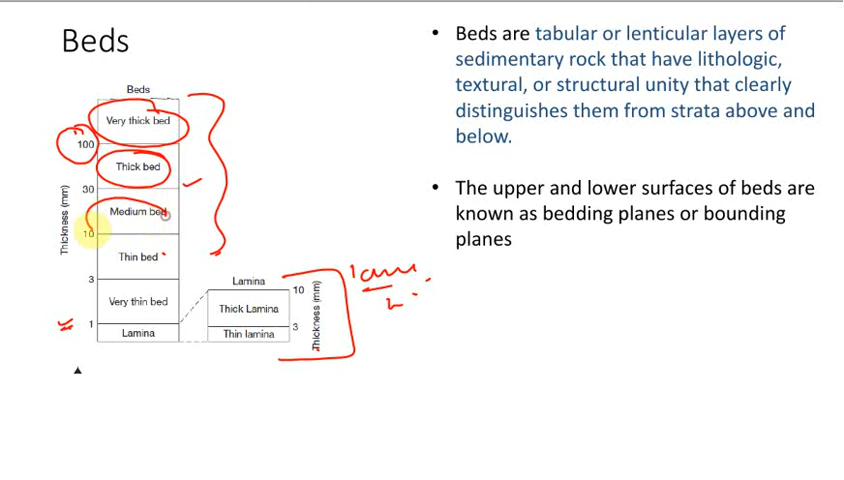 Beds
• Beds are tabular or lenticular layers of
sedimentary rock that have lithologic,
textural, or structural unity that clearly
distinguishes them from strata above and
below.
• The upper and lower surfaces of beds are
known as bedding planes or bounding
planes
Beds
Very thick bed
100
Thick bed
30
Medium bed
10
Thin bed
3
Very thin bed
1
Lamina
Thickness (mm)
Lamina
10
Thick Lamina
3
Thin lamina
Thickness (mm)